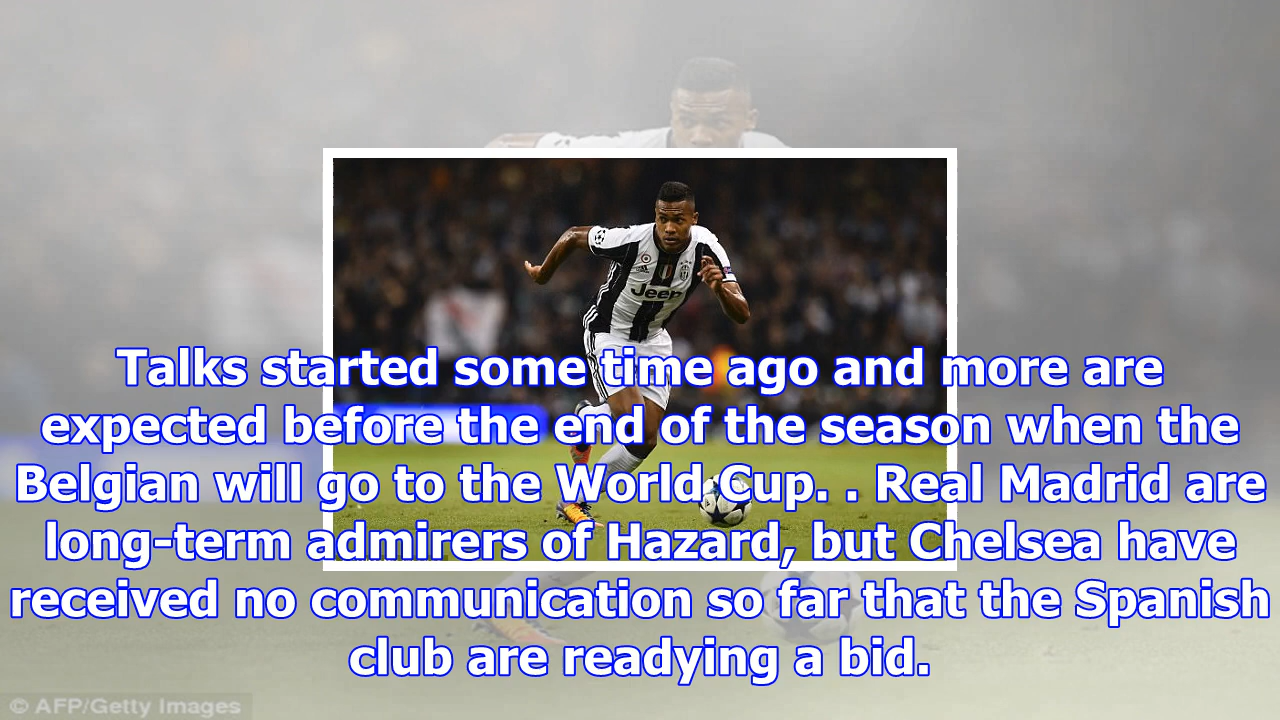 Jeep
Talks started some time ago and more are
expected before the end of the season when the
Belgian will go to the World Cup. . Real Madrid are
long-term admirers of Hazard, but Chelsea have
received no communication so far that the Spanish
club are readying a bid.
© AFP/Getty Images